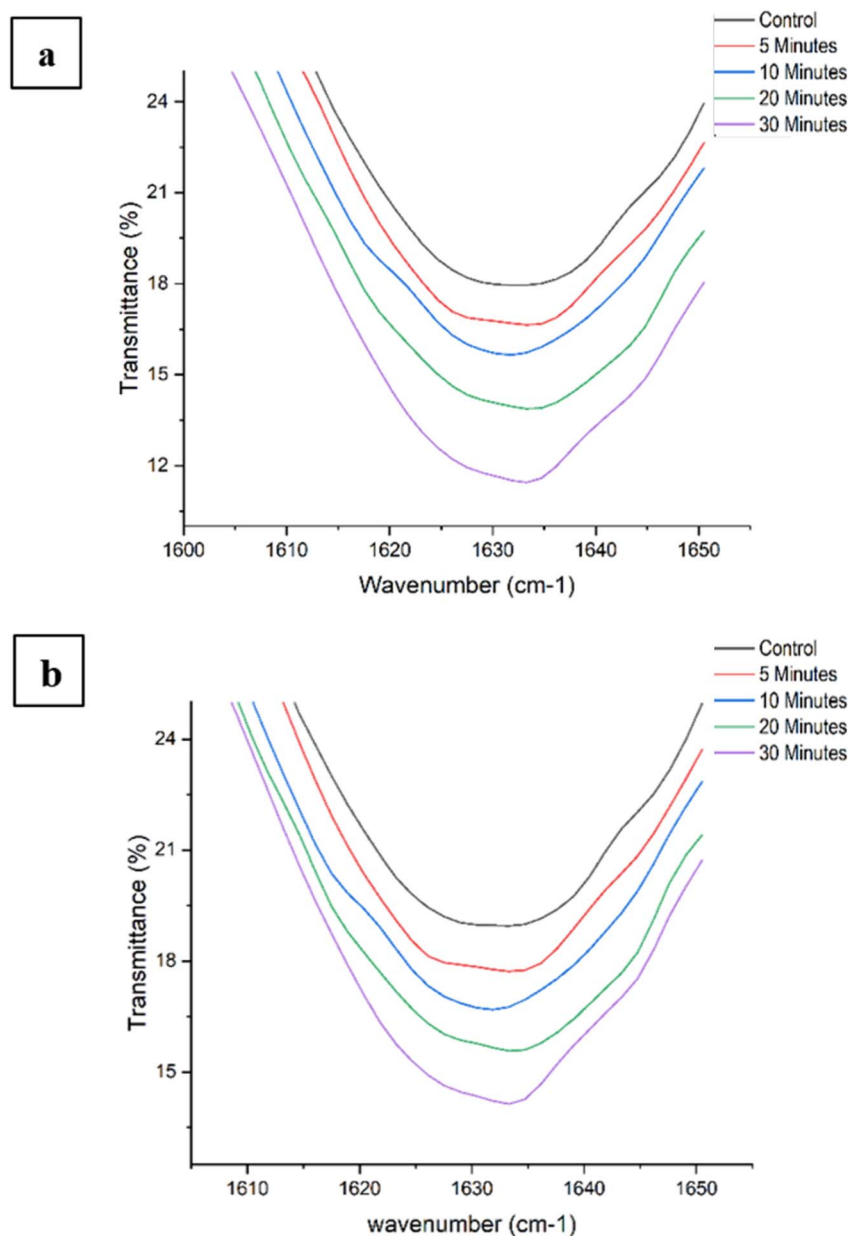 a
Control
5 Minutes
10 Minutes
20 Minutes
30 Minutes
24
21
18
15
12
Transmittance (%)
1600 1610 1620 1630 1640 1650
Wavenumber (cm-1)
b
Control
5 Minutes
10 Minutes
20 Minutes
30 Minutes
24
21
18
15
Transmittance (%)
1610 1620 1630 1640 1650
wavenumber (cm-1)